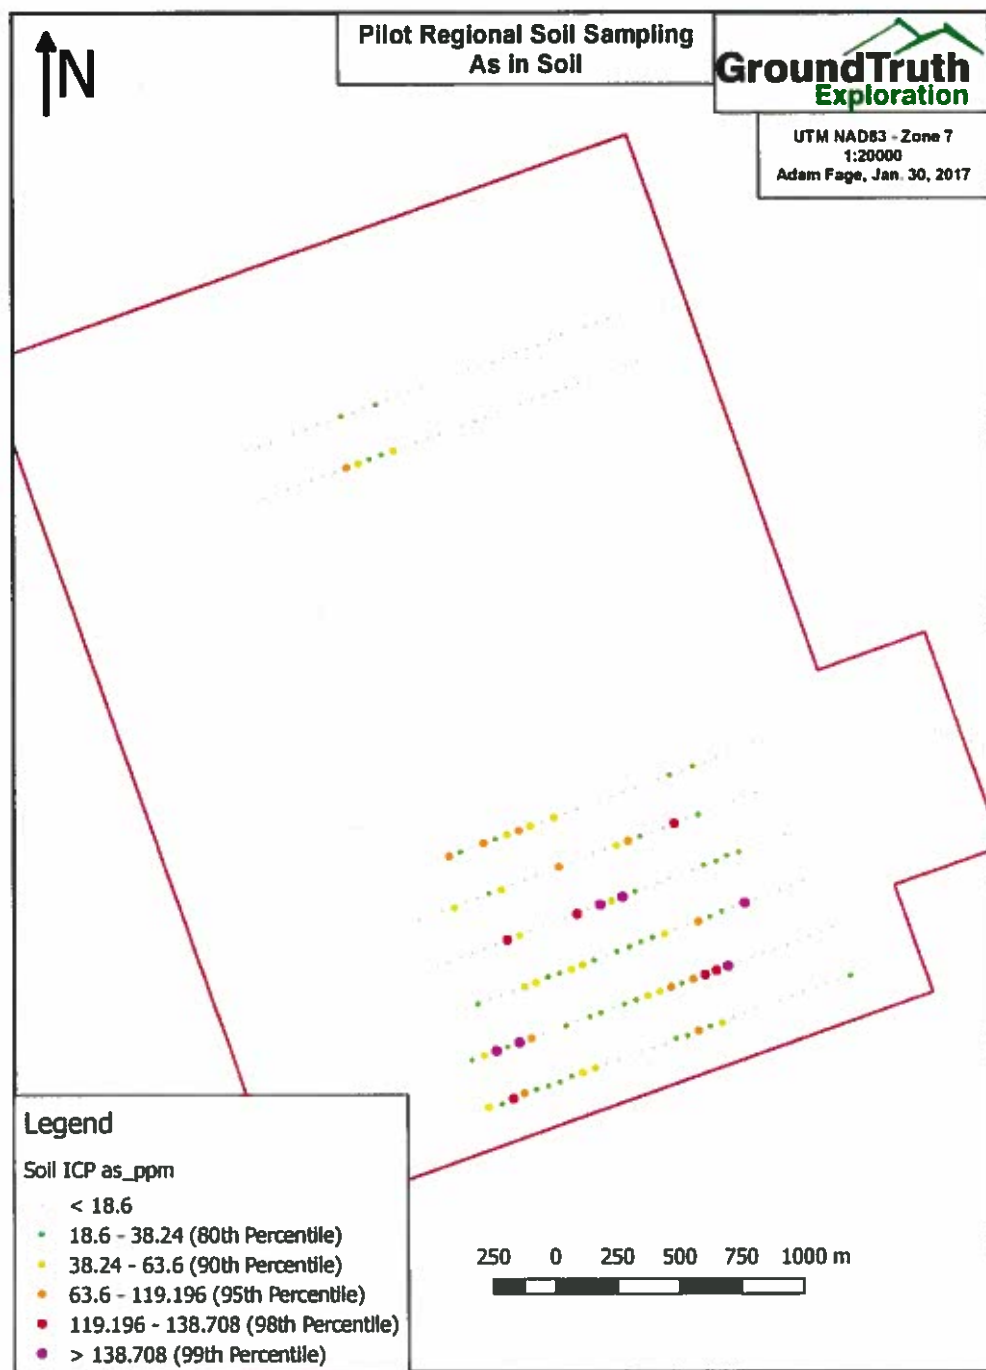 N
Pilot Regional Soil Sampling
As in Soil
GroundTruth
Exploration
UTM NAD83 - Zone 7
1:20000
Adam Fage, Jan. 30, 2017
Legend
Soil ICP as_ppm
< 18.6
18.6 - 38.24 (80th Percentile)
38.24 - 63.6 (90th Percentile)
63.6 - 119.196 (95th Percentile)
119.196 - 138.708 (98th Percentile)
> 138.708 (99th Percentile)
250 0 250 500 750 1000 m